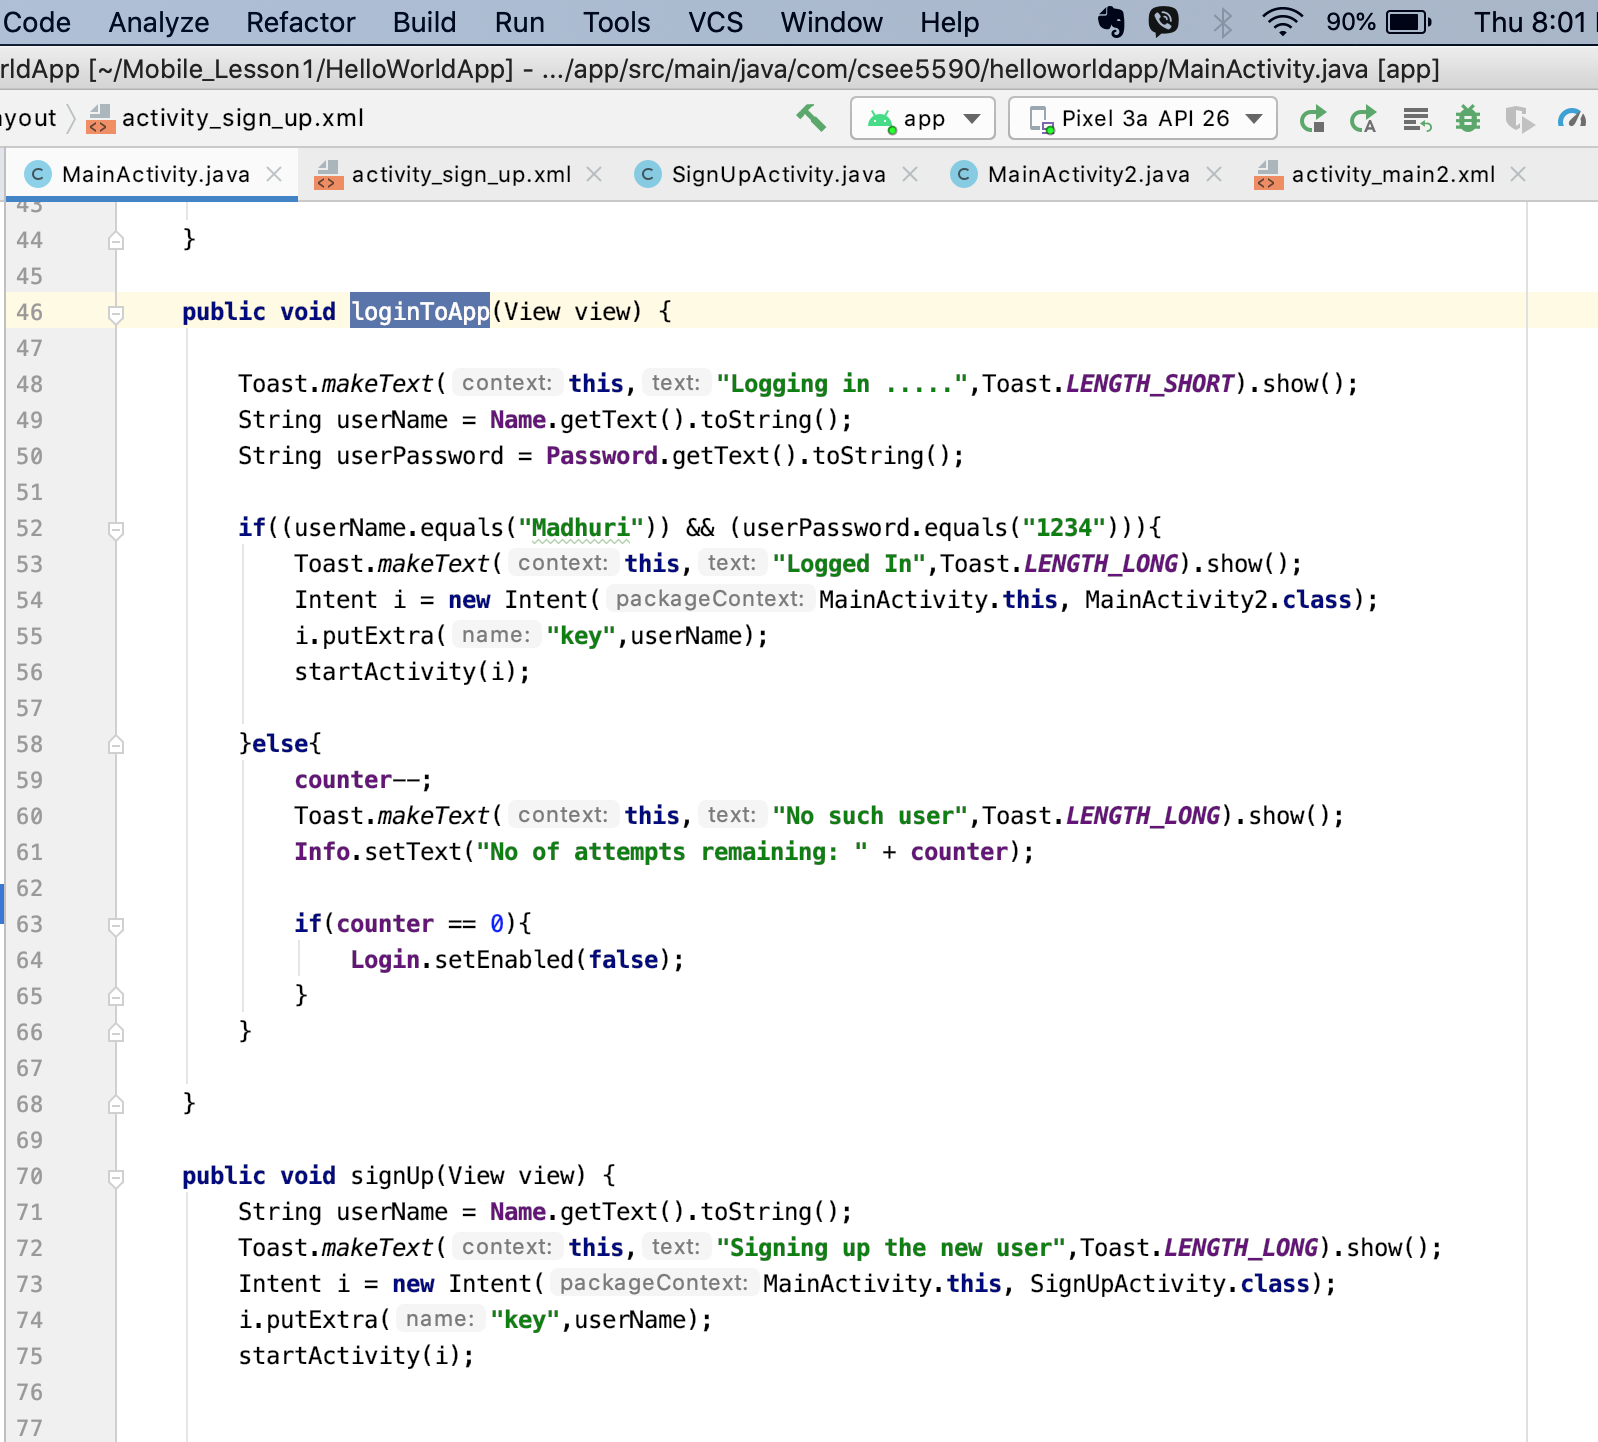 Code Analyze Refactor Build Run Tools VCS Window Help 90% Thu 8:01
rldApp [~/Mobile_Lesson1/HelloWorldApp] - .../app/src/main/java/com/csee5590/helloworldapp/MainActivity.java [app]
ayout activity_sign_up.xml app Pixel 3a API 26
MainActivity.java activity_sign_up.xml SignUpActivity.java MainActivity2.java activity_main2.xml
43
44 }
45
46 public void loginToApp(View view) {
47
48 Toast.makeText( context: this, text: "Logging in .....",Toast.LENGTH_SHORT).show();
49 String userName = Name.getText().toString();
50 String userPassword = Password.getText().toString();
51
52 if((userName.equals("Madhuri")) && (userPassword.equals("1234"))){
53 Toast.makeText( context: this, text: "Logged In",Toast.LENGTH_LONG).show();
54 Intent i = new Intent( packageContext: MainActivity.this, MainActivity2.class);
55 i.putExtra( name: "key",userName);
56 startActivity(i);
57
58 }else{
59 counter--;
60 Toast.makeText( context: this, text: "No such user",Toast.LENGTH_LONG).show();
61 Info.setText("No of attempts remaining: " + counter);
62
63 if(counter == 0){
64 Login.setEnabled(false);
65 }
66 }
67
68 }
69
70 public void signUp(View view) {
71 String userName = Name.getText().toString();
72 Toast.makeText( context: this, text: "Signing up the new user",Toast.LENGTH_LONG).show();
73 Intent i = new Intent( packageContext: MainActivity.this, SignUpActivity.class);
74 i.putExtra( name: "key",userName);
75 startActivity(i);
76
77